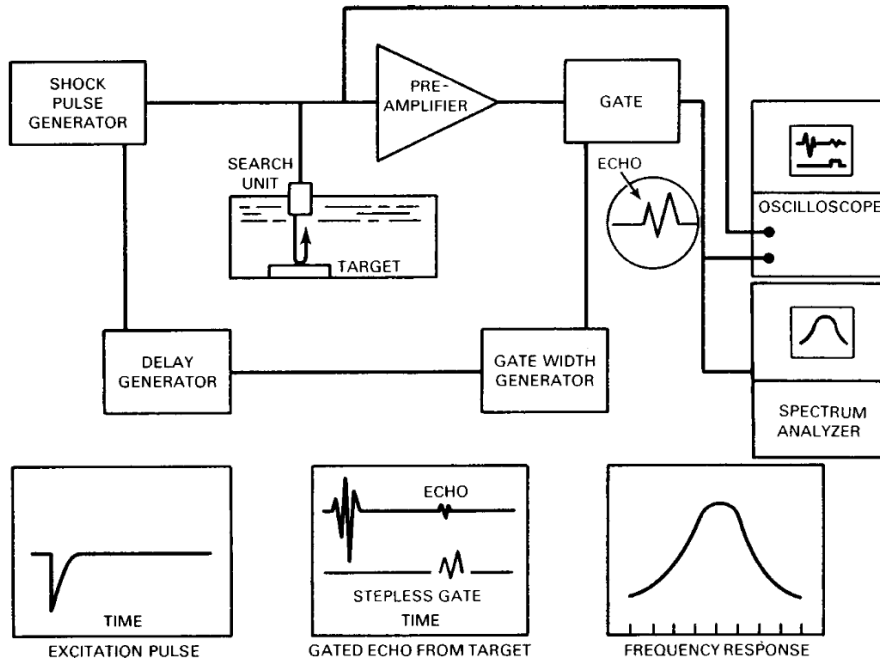 SHOCK
PULSE
GENERATOR
PRE-
AMPLIFIER
GATE
SEARCH
UNIT
ECHO
OSCILLOSCOPE
TARGET
DELAY
GENERATOR
GATE WIDTH
GENERATOR
SPECTRUM
ANALYZER
ECHO
STEPLESS GATE
TIME
TIME
EXCITATION PULSE
GATED ECHO FROM TARGET
FREQUENCY RESPONSE